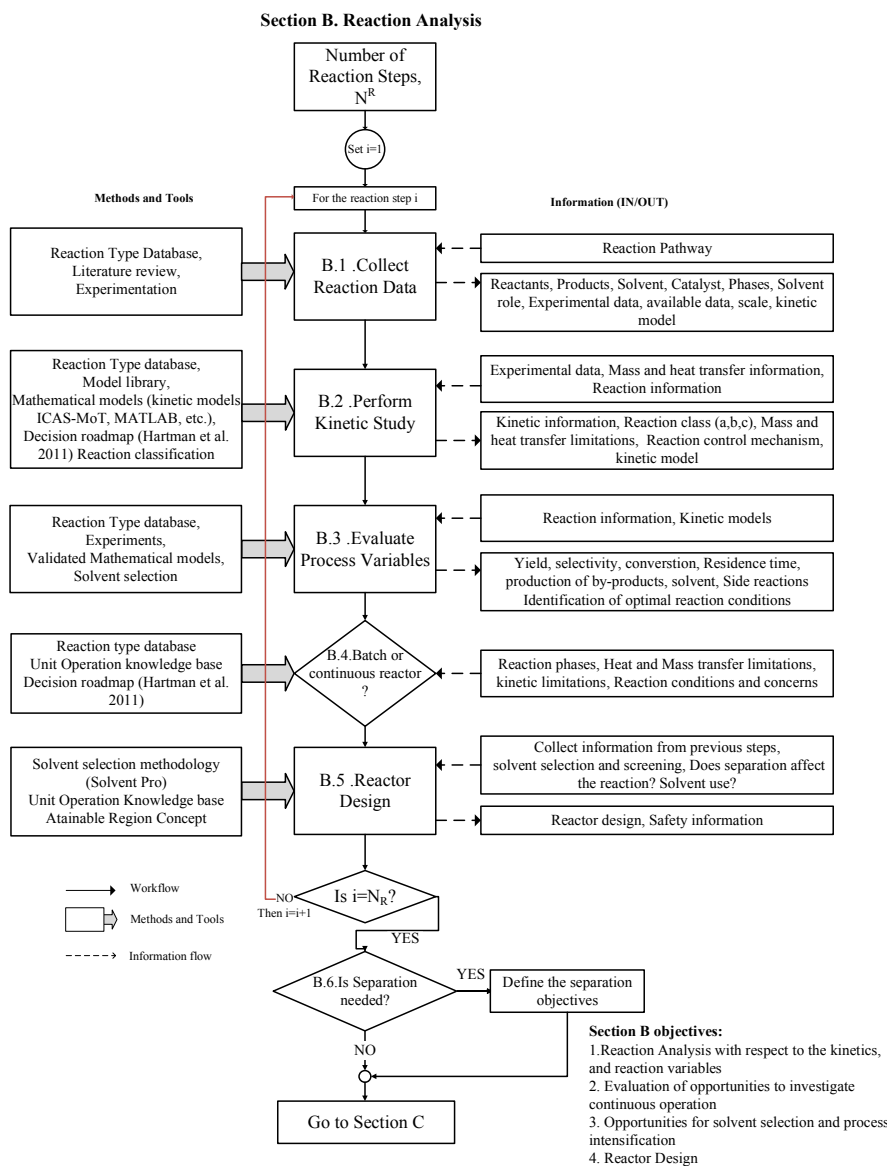 Section B. Reaction Analysis
Number of
Reaction Steps,
N^R
Set i=1
Methods and Tools
For the reaction step i
Information (IN/OUT)
Reaction Type Database,
Literature review,
Experimentation
B.1 .Collect
Reaction Data
Reaction Pathway
Reactants, Products, Solvent, Catalyst, Phases, Solvent
role, Experimental data, available data, scale, kinetic
model
Reaction Type database,
Model library,
Mathematical models (kinetic models
ICAS-MoT, MATLAB, etc.),
Decision roadmap (Hartman et al.
2011) Reaction classification
B.2 .Perform
Kinetic Study
Experimental data, Mass and heat transfer information,
Reaction information
Kinetic information, Reaction class (a,b,c), Mass and
heat transfer limitations, Reaction control mechanism,
kinetic model
Reaction Type database,
Experiments,
Validated Mathematical models,
Solvent selection
B.3 .Evaluate
Process Variables
Reaction information, Kinetic models
Yield, selectivity, converstion, Residence time,
production of by-products, solvent, Side reactions
Identification of optimal reaction conditions
Reaction type database
Unit Operation knowledge base
Decision roadmap (Hartman et al.
2011)
B.4.Batch or
continuous reactor
?
Reaction phases, Heat and Mass transfer limitations,
kinetic limitations, Reaction conditions and concerns
Solvent selection methodology
(Solvent Pro)
Unit Operation Knowledge base
Atainable Region Concept
B.5 .Reactor
Design
Collect information from previous steps,
solvent selection and screening, Does separation affect
the reaction? Solvent use?
Reactor design, Safety information
Workflow
Methods and Tools
Information flow
NO
Then i=i+1
Is i=N_R?
YES
B.6.Is Separation
needed?
YES
Define the separation
objectives
NO
Go to Section C
Section B objectives:
1.Reaction Analysis with respect to the kinetics,
and reaction variables
2. Evaluation of opportunities to investigate
continuous operation
3. Opportunities for solvent selection and process
intensification
4. Reactor Design